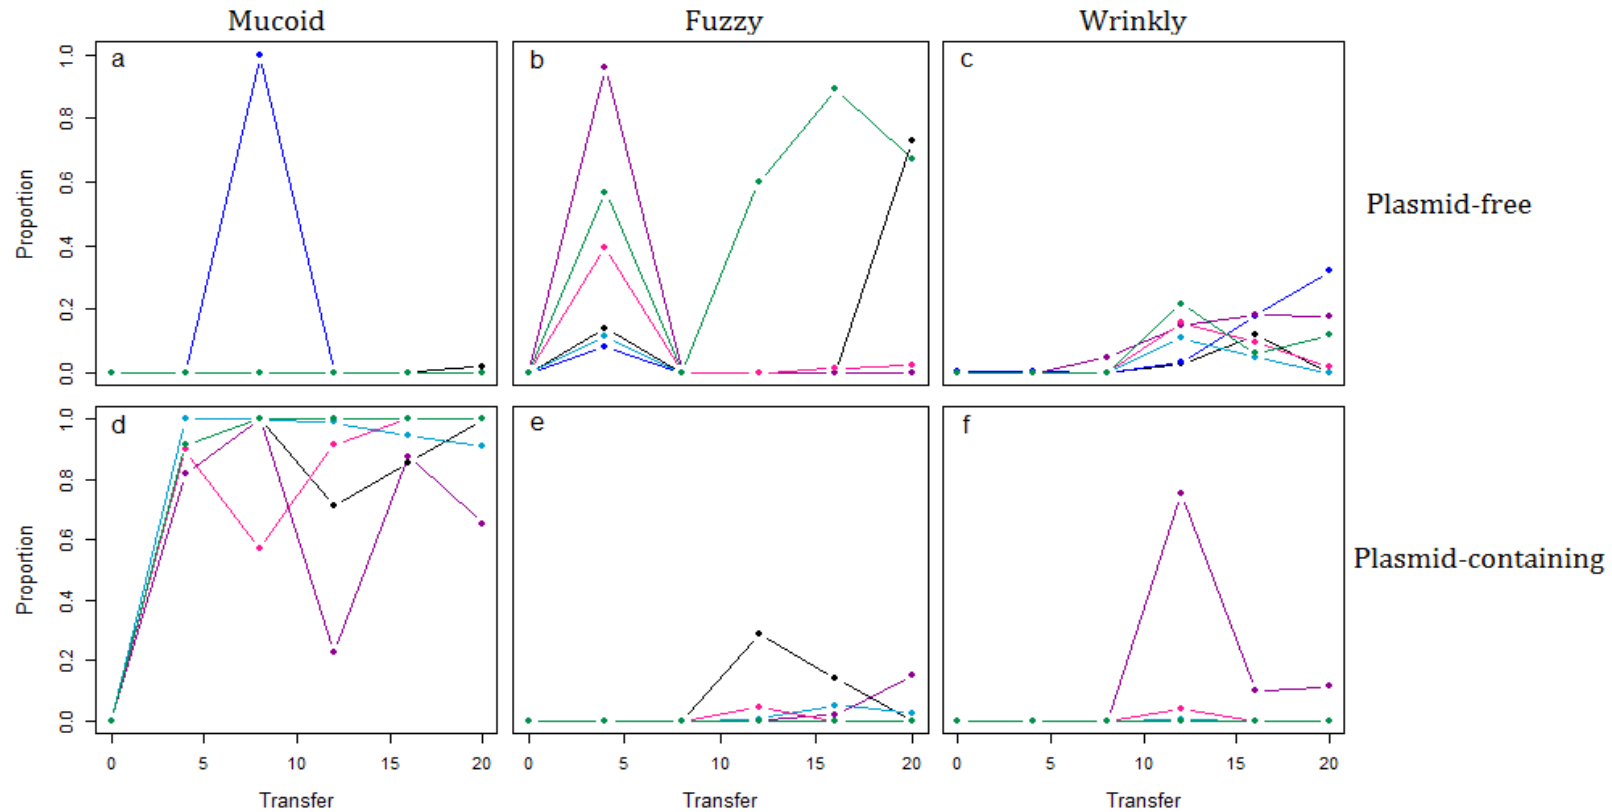 Mucoid Fuzzy Wrinkly
a b c
1.0
0.8
0.6
0.4
0.2
0.0
Proportion
Plasmid-free
d e f
1.0
0.8
0.6
0.4
0.2
0.0
Proportion
Plasmid-containing
0 5 10 15 20 0 5 10 15 20 0 5 10 15 20
Transfer Transfer Transfer